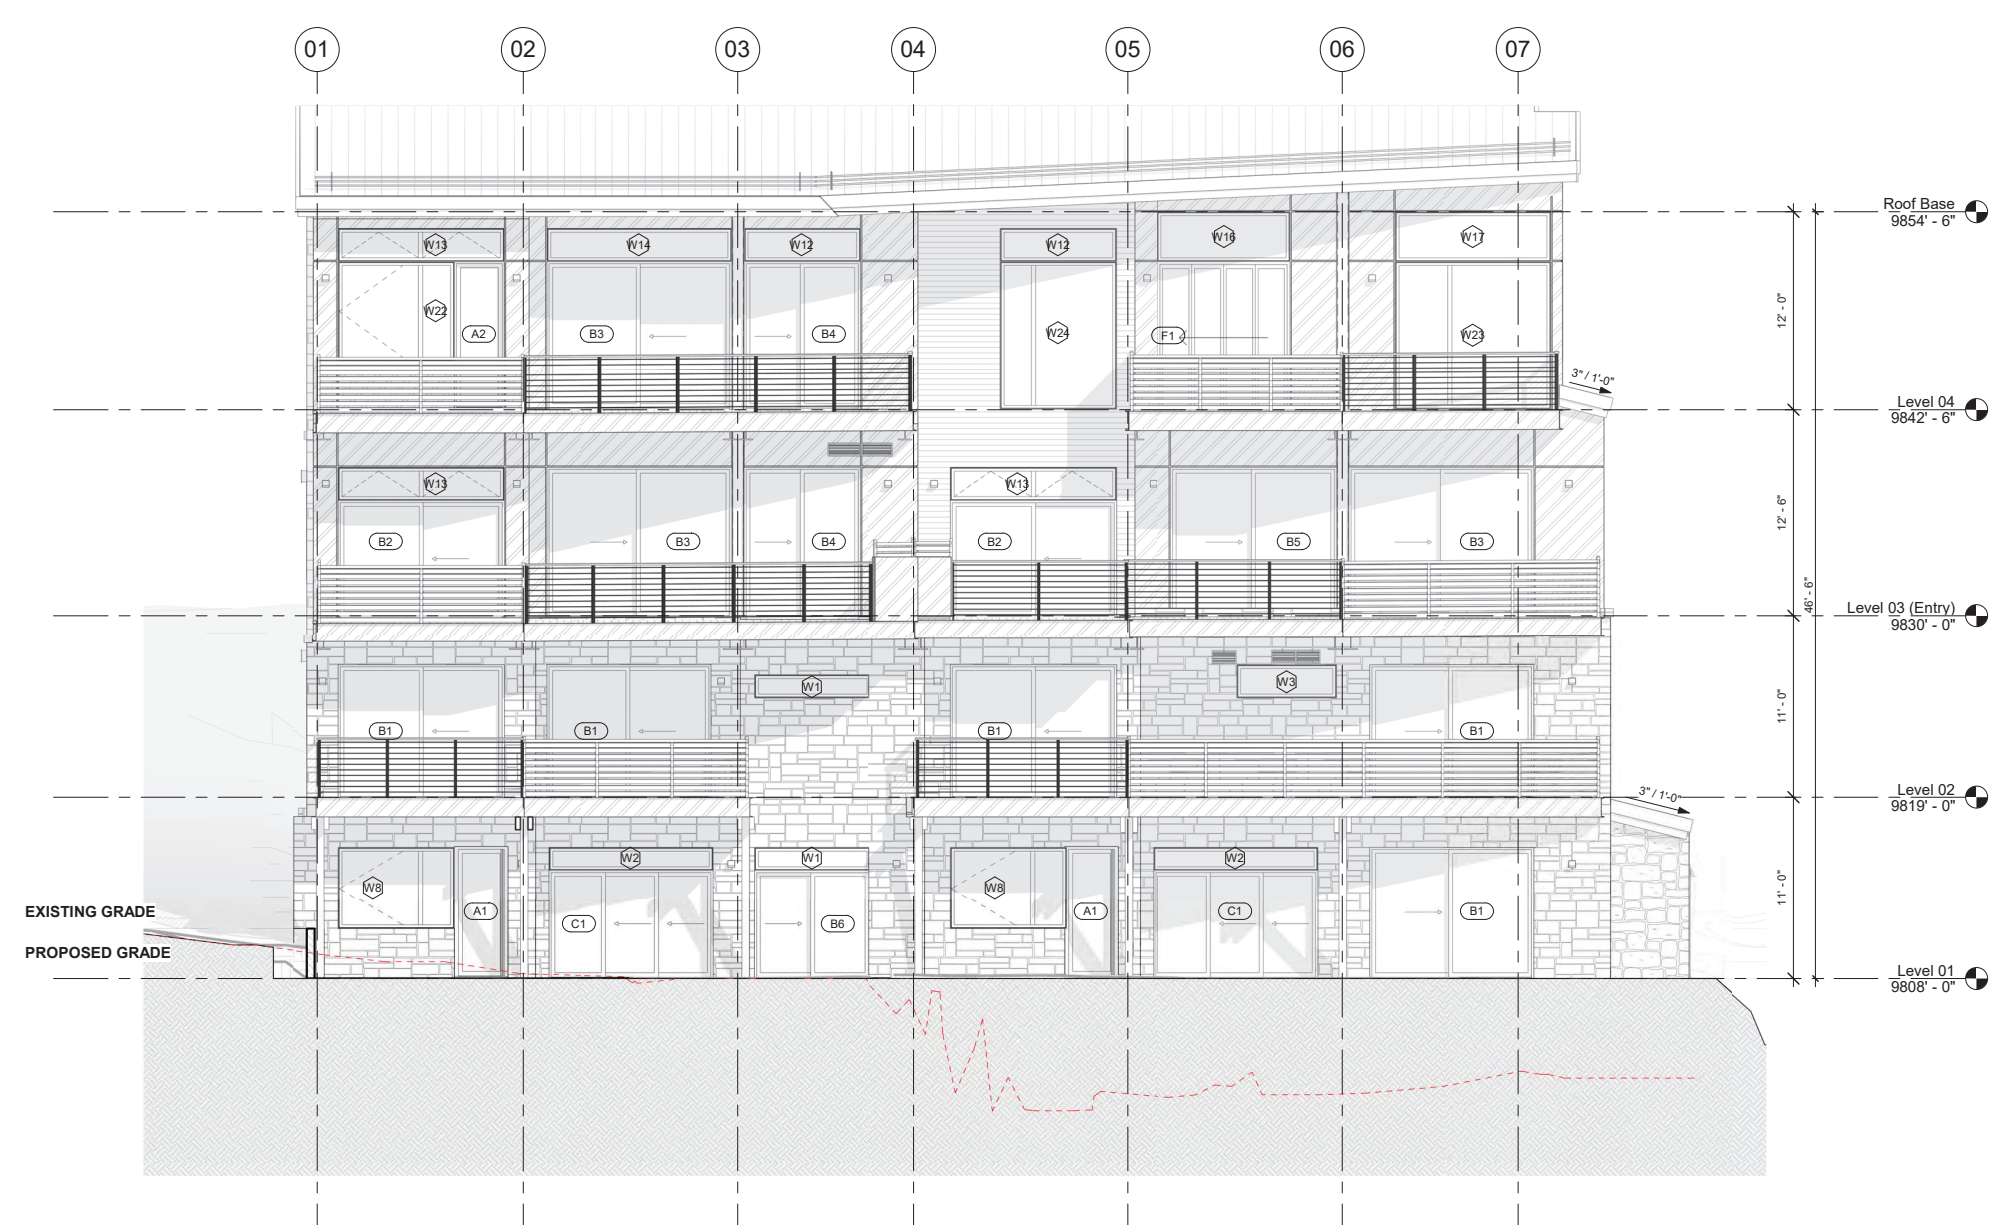 01 02 03 04 05 06 07
Roof Base
9854' - 6"
W13 W14 W12 W12 W16 W17
W22 A2 B3 B4 W24 F1 W23
12' - 0"
3" / 1'-0"
Level 04
9842' - 6"
W13 W13
B2 B3 B4 B2 B5 B3
12' - 6"
46' - 6"
Level 03 (Entry)
9830' - 0"
W1 W3
B1 B1 B1 B1
11' - 0"
3" / 1'-0"
Level 02
9819' - 0"
W2 W1 W2
W8 W8
A1 C1 B6 A1 C1 B1
11' - 0"
EXISTING GRADE
PROPOSED GRADE
Level 01
9808' - 0"